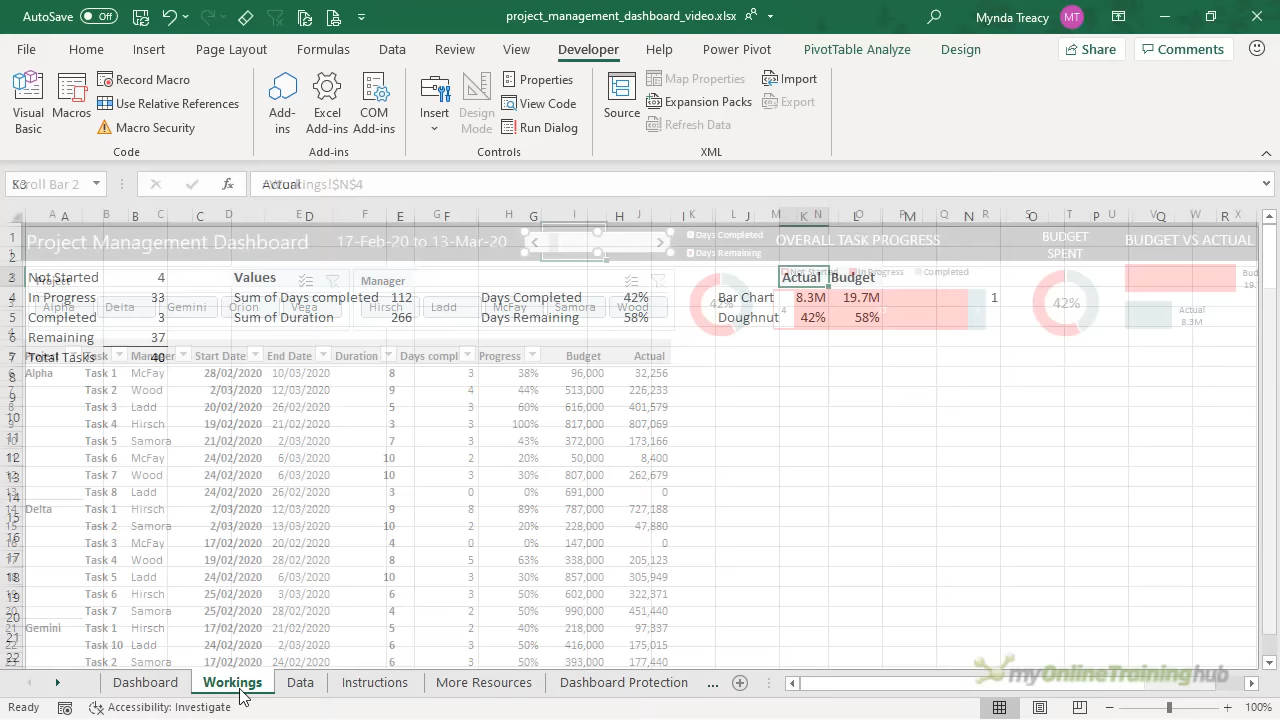 AutoSave Off project_management_dashboard_video.xlsx Mynda Treacy MT
File Home Insert Page Layout Formulas Data Review View Developer Help Power Pivot PivotTable Analyze Design Share Comments
Visual Basic Macros Record Macro Use Relative References Macro Security
Add-ins Excel Add-ins COM Add-ins
Insert Design Mode Properties View Code Run Dialog
Source Map Properties Expansion Packs Refresh Data Import Export
Code Add-ins Controls XML
Project Management Dashboard 17-Feb-20 to 13-Mar-20 Days Completed Days Remaining OVERALL TASK PROGRESS BUDGET SPENT BUDGET VS ACTUAL
Not Started 4 Values Manager Actual Budget
In Progress 33 Sum of Days completed 112 Days Completed 42% Bar Chart 8.3M 19.7M 1
Completed 3 Sum of Duration 266 Days Remaining 58% Doughnut 42% 58%
Remaining 37
Total Tasks 40
Delta Gemini Orion Vega Hirsch Ladd McFay Samora Wood
42% In Progress Completed 42% Actual 8.3M
Start Date End Date Duration Days compl Progress Budget Actual
Alpha Task 1 McFay 28/02/2020 10/03/2020 8 3 38% 96,000 32,256
Task 2 Wood 2/03/2020 12/03/2020 9 4 44% 513,000 226,233
Task 3 Ladd 20/02/2020 26/02/2020 5 3 60% 616,000 401,579
Task 4 Hirsch 19/02/2020 21/02/2020 3 3 100% 817,000 807,069
Task 5 Samora 21/02/2020 2/03/2020 7 3 43% 372,000 173,166
Task 6 McFay 24/02/2020 6/03/2020 10 2 20% 50,000 8,400
Task 7 Wood 24/02/2020 6/03/2020 10 3 30% 807,000 262,679
Task 8 Ladd 24/02/2020 26/02/2020 3 0 0% 691,000 0
Delta Task 1 Hirsch 2/03/2020 12/03/2020 9 8 89% 787,000 727,188
Task 2 Samora 2/03/2020 13/03/2020 10 2 20% 228,000 47,880
Task 3 McFay 17/02/2020 20/02/2020 4 0 0% 147,000 0
Task 4 Wood 19/02/2020 28/02/2020 8 5 63% 338,000 205,123
Task 5 Ladd 24/02/2020 6/03/2020 10 3 30% 857,000 305,949
Task 6 Hirsch 25/02/2020 3/03/2020 6 3 50% 602,000 322,371
Task 7 Samora 25/02/2020 28/02/2020 4 2 50% 990,000 451,440
Gemini Task 1 Hirsch 17/02/2020 21/02/2020 5 2 40% 218,000 97,337
Task 10 Ladd 24/02/2020 2/03/2020 6 3 50% 416,000 175,015
Task 2 Samora 17/02/2020 24/02/2020 6 3 50% 393,000 177,440
myOnlineTraininghub
Dashboard Workings Data Instructions More Resources Dashboard Protection ...
Ready Accessibility: Investigate 100%